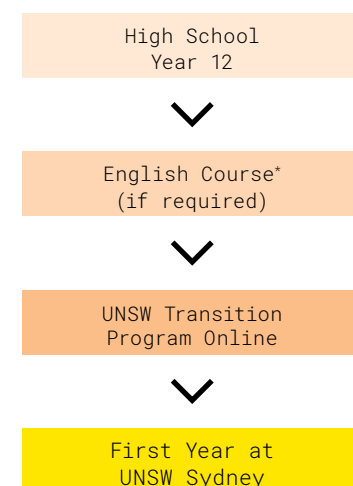 High School
Year 12
English Course*
(if required)
UNSW Transition
Program Online
First Year at
UNSW Sydney